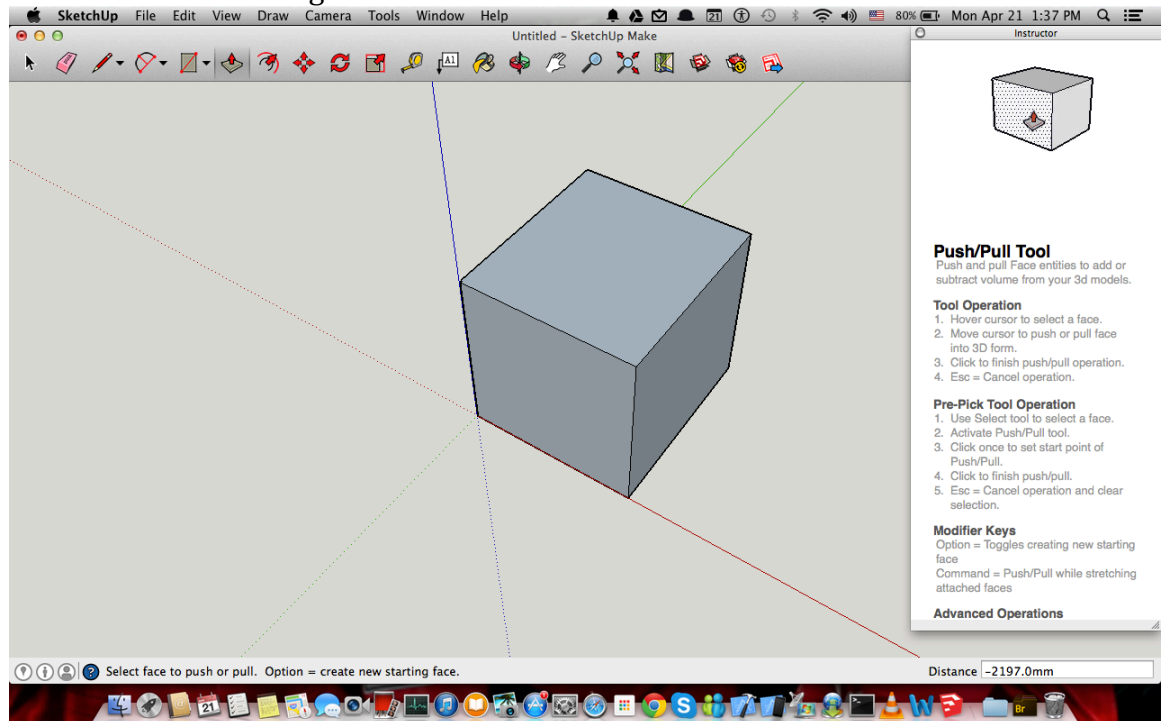 SketchUp File Edit View Draw Camera Tools Window Help 21 80% Mon Apr 21 1:37 PM
Untitled – SketchUp Make
Instructor
A1
Push/Pull Tool
Push and pull Face entities to add or
subtract volume from your 3d models.
Tool Operation
1. Hover cursor to select a face.
2. Move cursor to push or pull face
into 3D form.
3. Click to finish push/pull operation.
4. Esc = Cancel operation.
Pre-Pick Tool Operation
1. Use Select tool to select a face.
2. Activate Push/Pull tool.
3. Click once to set start point of
Push/Pull.
4. Click to finish push/pull.
5. Esc = Cancel operation and clear
selection.
Modifier Keys
Option = Toggles creating new starting
face
Command = Push/Pull while stretching
attached faces
Advanced Operations
Select face to push or pull. Option = create new starting face.
Distance -2197.0mm
21
Br